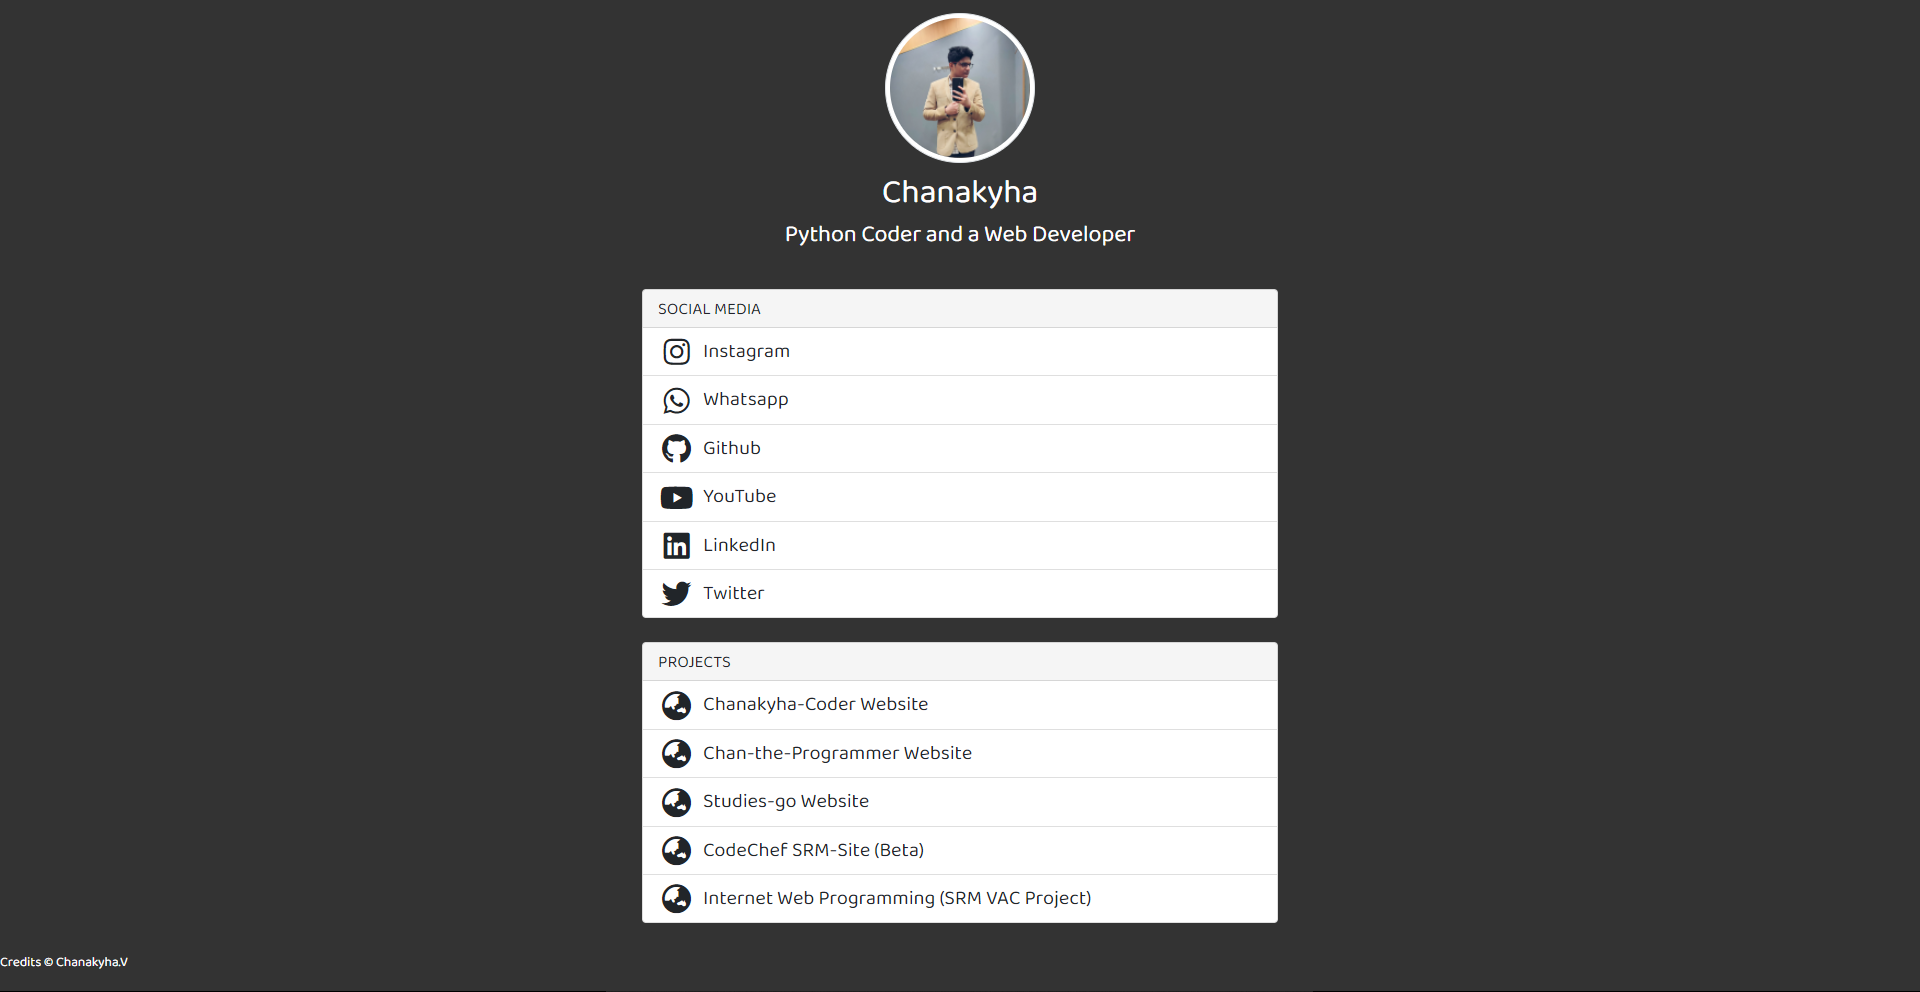 Chanakyha
Python Coder and a Web Developer
SOCIAL MEDIA
Instagram
Whatsapp
Github
YouTube
LinkedIn
Twitter
PROJECTS
Chanakyha-Coder Website
Chan-the-Programmer Website
Studies-go Website
CodeChef SRM-Site (Beta)
Internet Web Programming (SRM VAC Project)
Credits © Chanakyha.V